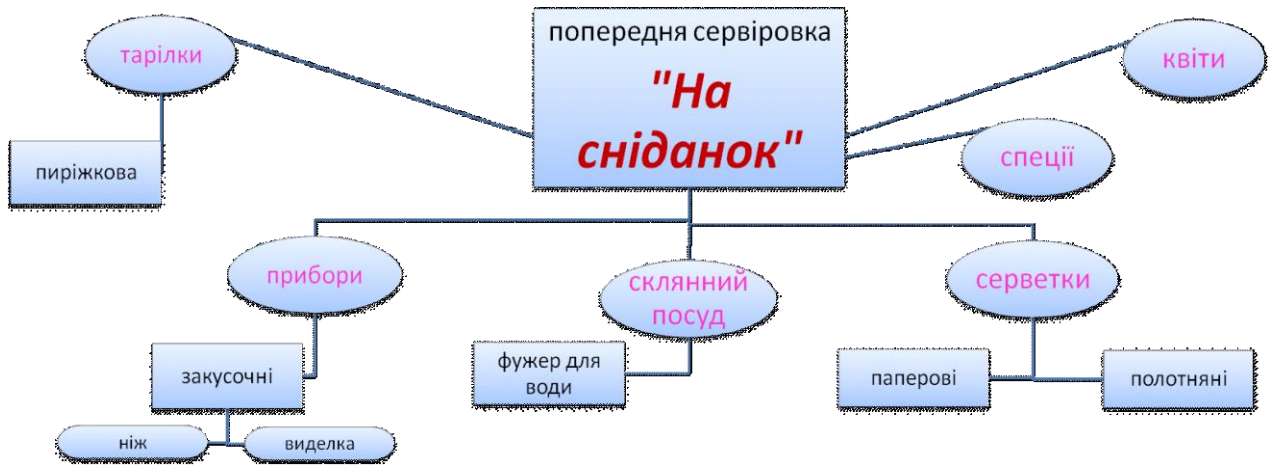 попередня сервіровка
"На
сніданок"
тарілки
квіти
спеції
пиріжкова
прибори
склянний
посуд
серветки
закусочні
фужер для
води
паперові
полотняні
ніж
виделка